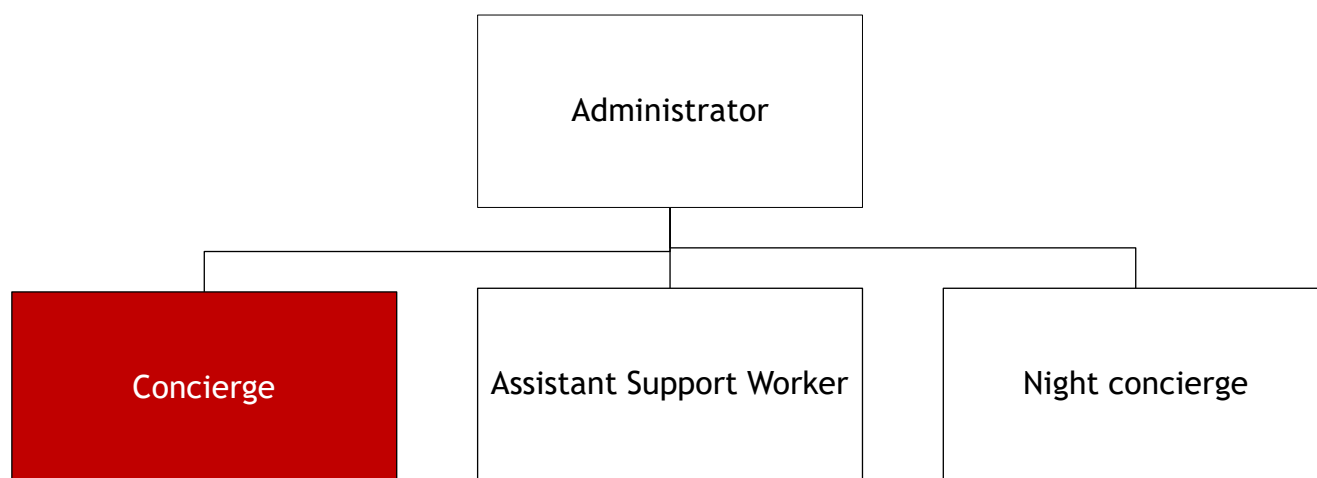 Administrator
Concierge
Assistant Support Worker
Night concierge